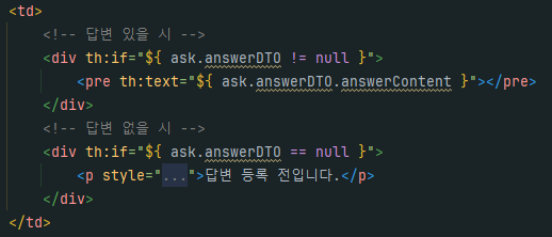 <td>
<!-- 답변 있을 시 -->
<div th:if="${ ask.answerDTO != null }">
<pre th:text="${ ask.answerDTO.answerContent }"></pre>
</div>
<!-- 답변 없을 시 -->
<div th:if="${ ask.answerDTO == null }">
<p style="...">답변 등록 전입니다.</p>
</div>
</td>